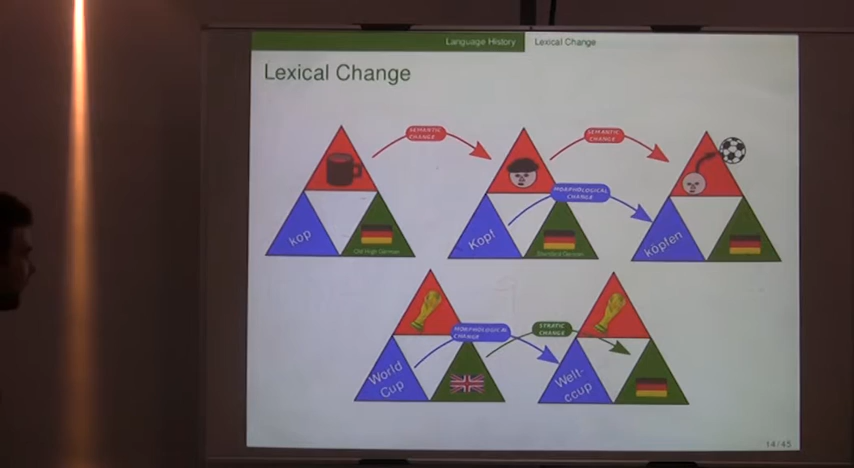 Language History
Lexical Change
Lexical Change
SEMANTIC
CHANGE
SEMANTIC
CHANGE
MORPHOLOGICAL
CHANGE
kop
Old High German
Kopf
Standard German
köpfen
MORPHOLOGICAL
CHANGE
STRATIC
CHANGE
World
Cup
Welt-
ccup
14/45